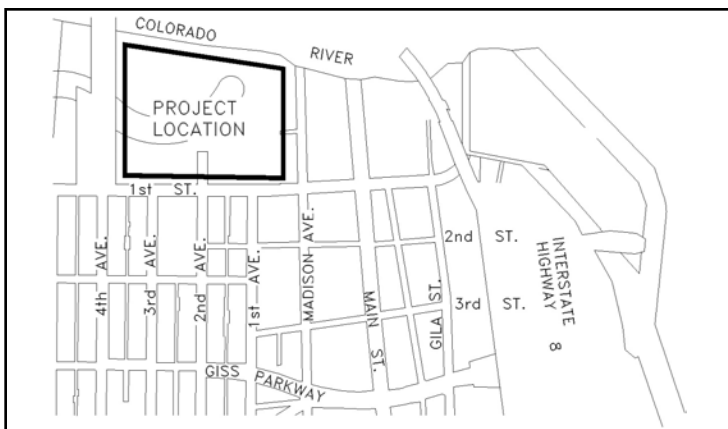 COLORADO
RIVER
PROJECT
LOCATION
1st ST.
4th AVE.
3rd AVE.
2nd AVE.
1st AVE.
MADISON AVE.
MAIN ST.
GILA ST.
2nd ST.
3rd ST.
INTERSTATE
HIGHWAY 8
GISS PARKWAY